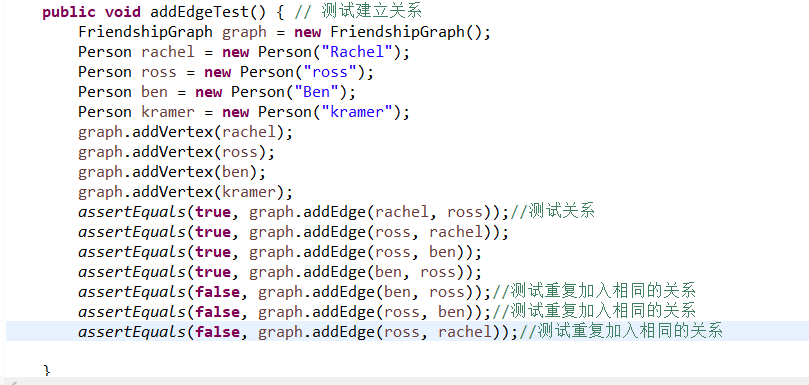 public void addEdgeTest() { // 测试建立关系
FriendshipGraph graph = new FriendshipGraph();
Person rachel = new Person("Rachel");
Person ross = new Person("ross");
Person ben = new Person("Ben");
Person kramer = new Person("kramer");
graph.addVertex(rachel);
graph.addVertex(ross);
graph.addVertex(ben);
graph.addVertex(kramer);
assertEquals(true, graph.addEdge(rachel, ross));//测试关系
assertEquals(true, graph.addEdge(ross, rachel));
assertEquals(true, graph.addEdge(ross, ben));
assertEquals(true, graph.addEdge(ben, ross));
assertEquals(false, graph.addEdge(ben, ross));//测试重复加入相同的关系
assertEquals(false, graph.addEdge(ross, ben));//测试重复加入相同的关系
assertEquals(false, graph.addEdge(ross, rachel));//测试重复加入相同的关系
}